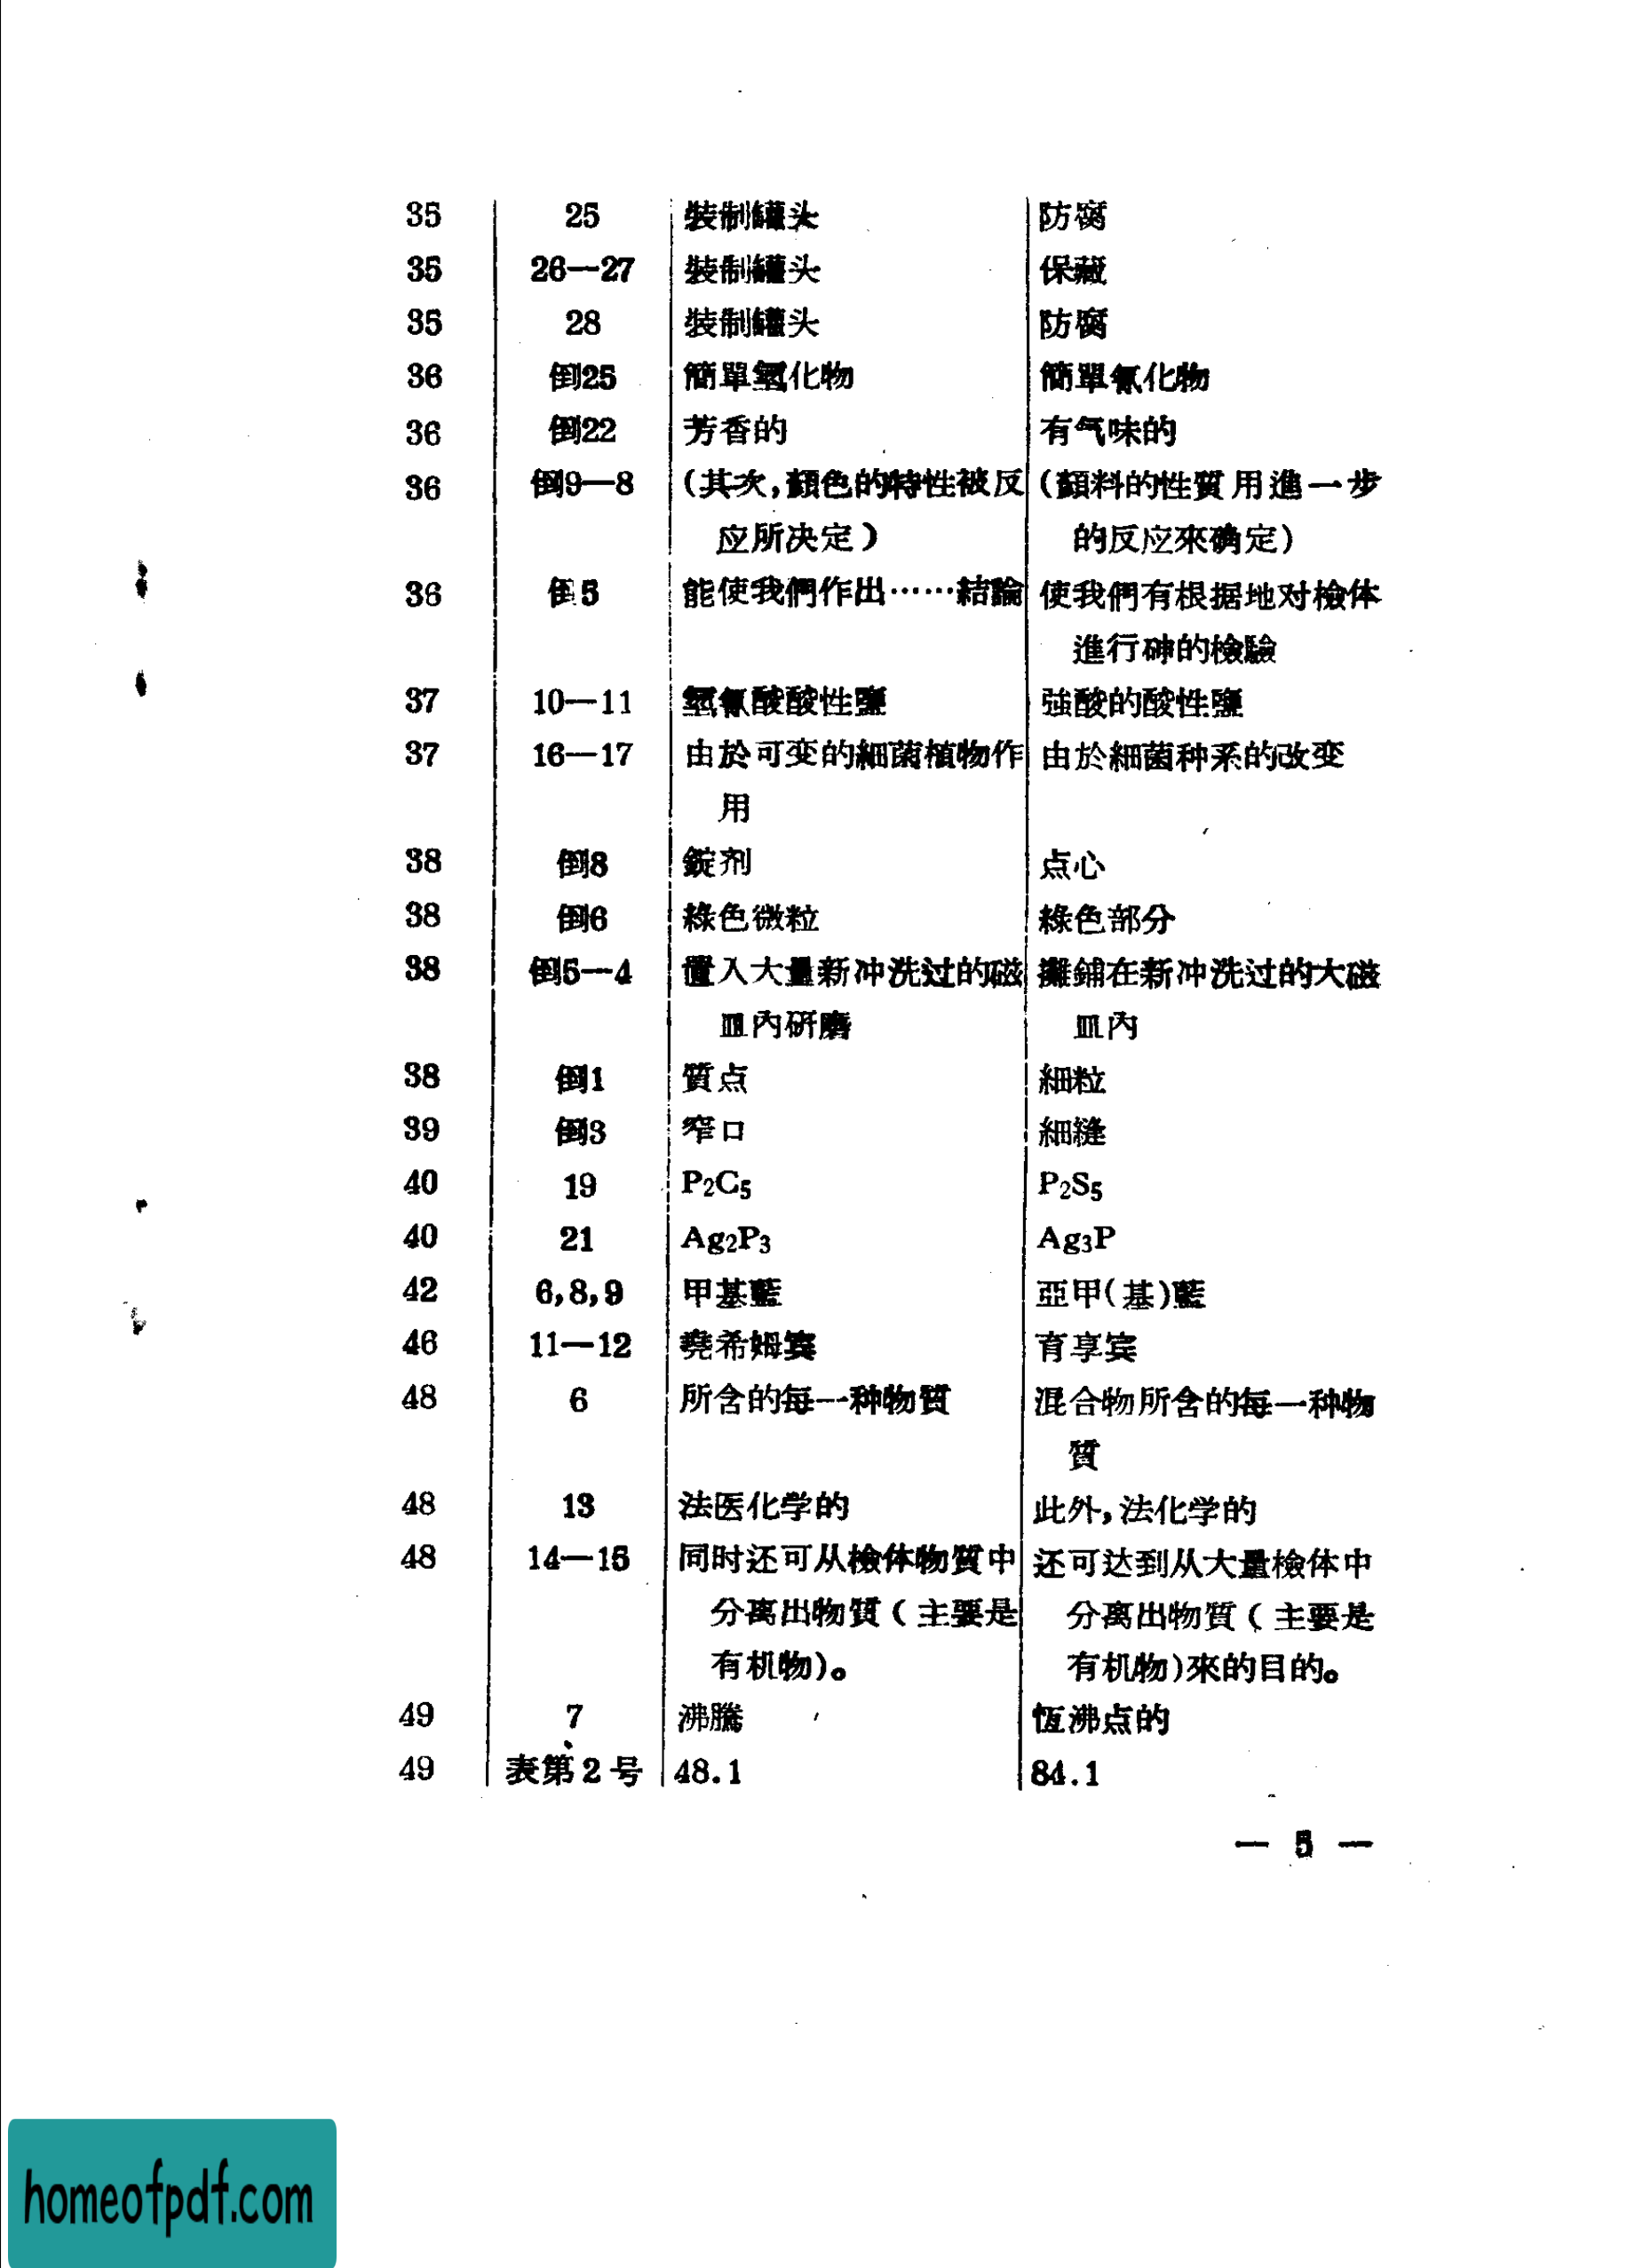 35 25 裝制罐头 防腐
35 26—27 裝制罐头 保藏
35 28 裝制罐头 防腐
36 倒25 簡單氫化物 簡單氰化物
36 倒22 芳香的 有气味的
36 倒9—8 (其次,顏色的特性被反 (顏料的性質用進一步
应所决定) 的反应來确定)
36 倒5 能使我們作出……結論 使我們有根据地对檢体
進行砷的檢驗
37 10—11 氫氰酸酸性鹽 強酸的酸性鹽
37 16—17 由於可变的細菌植物作 由於細菌种系的改变
用
38 倒8 錠剂 点心
38 倒6 綠色微粒 綠色部分
38 倒5—4 置入大量新冲洗过的磁 攤鋪在新冲洗过的大磁
皿內研磨 皿內
38 倒1 質点 細粒
39 倒3 窄口 細縫
40 19 P₂C₅ P₂S₅
40 21 Ag₂P₃ Ag₃P
42 6,8,9 甲基藍 亞甲(基)藍
46 11—12 堯希姆宾 育享宾
48 6 所含的每一种物質 混合物所含的每一种物
質
48 13 法医化学的 此外,法化学的
48 14—15 同时还可从檢体物質中 还可达到从大量檢体中
分离出物質(主要是 分离出物質(主要是
有机物)。 有机物)來的目的。
49 7 沸騰 恆沸点的
49 表第2号 48.1 84.1
— 5 —
homeofpdf.com